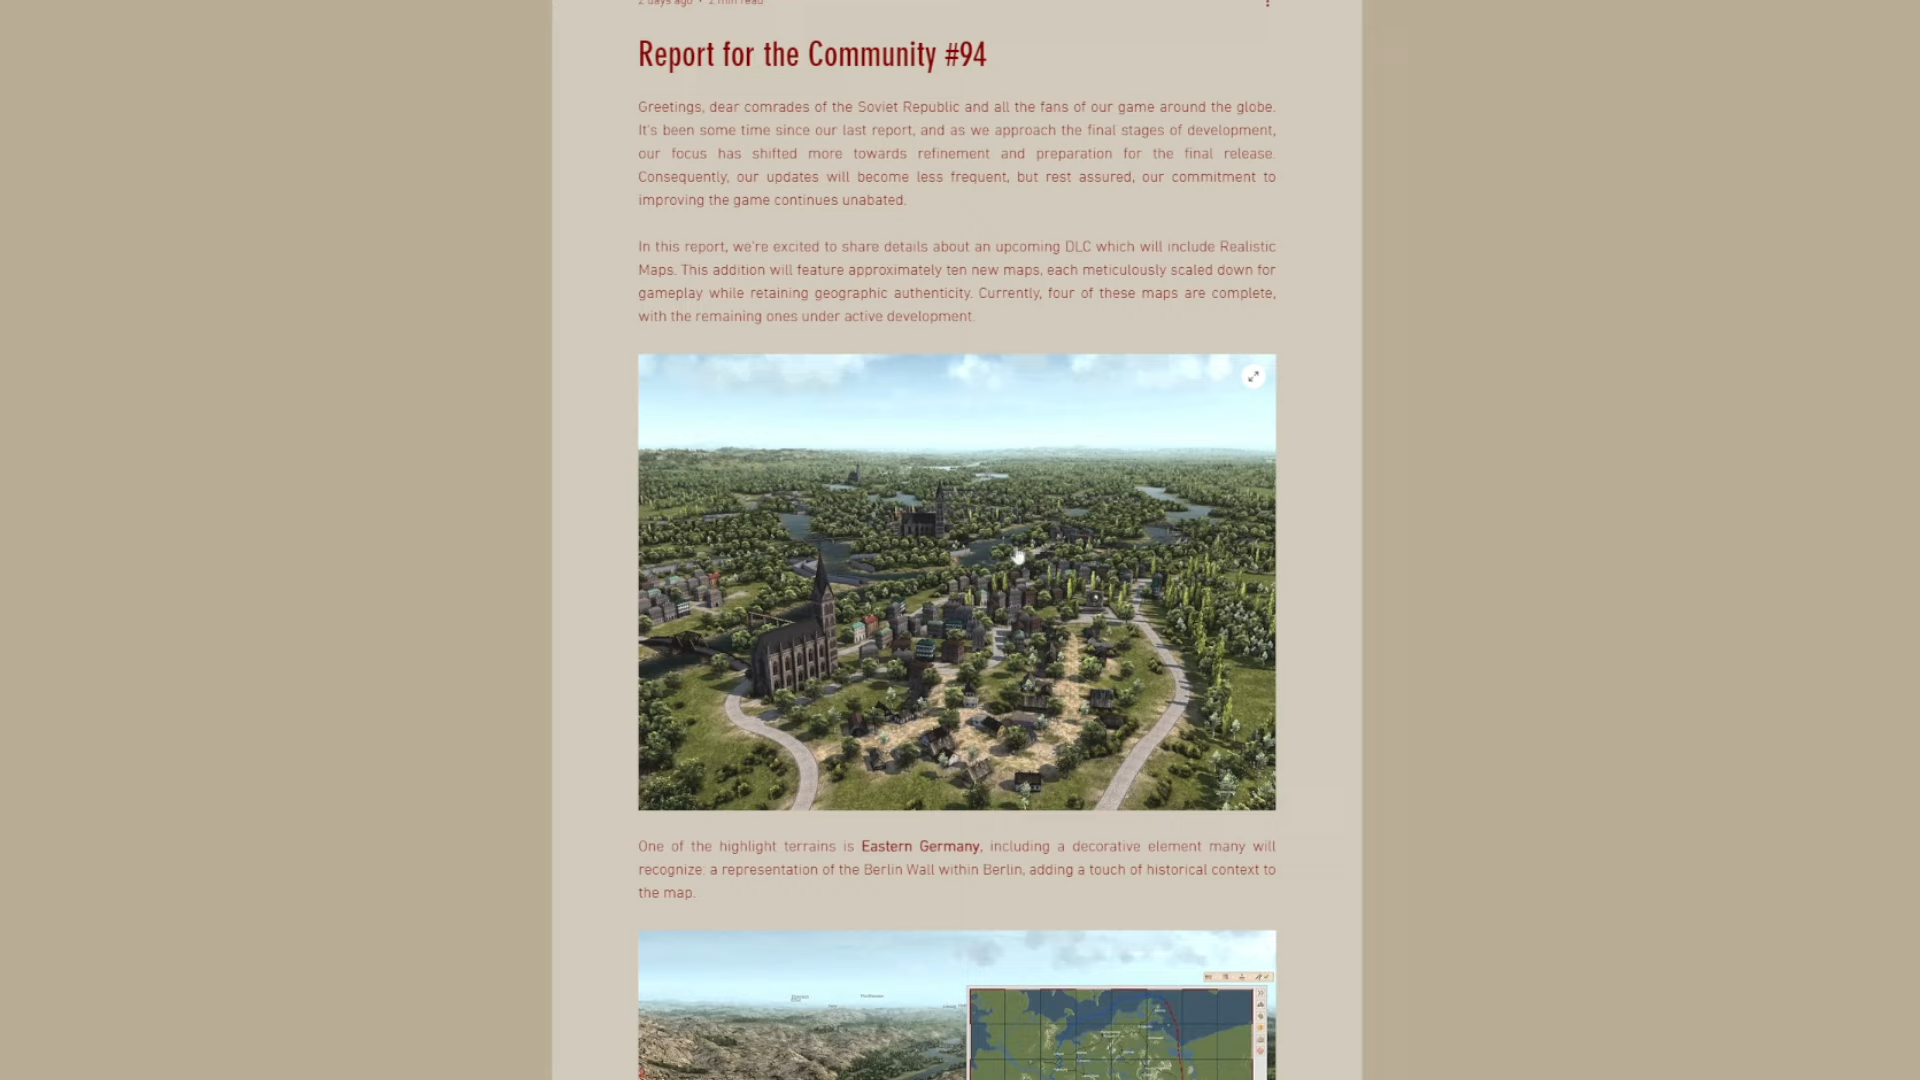 2 days ago • 2 min read
Report for the Community #94
Greetings, dear comrades of the Soviet Republic and all the fans of our game around the globe.
It's been some time since our last report, and as we approach the final stages of development,
our focus has shifted more towards refinement and preparation for the final release.
Consequently, our updates will become less frequent, but rest assured, our commitment to
improving the game continues unabated.
In this report, we're excited to share details about an upcoming DLC which will include Realistic
Maps. This addition will feature approximately ten new maps, each meticulously scaled down for
gameplay while retaining geographic authenticity. Currently, four of these maps are complete,
with the remaining ones under active development.
One of the highlight terrains is Eastern Germany, including a decorative element many will
recognize: a representation of the Berlin Wall within Berlin, adding a touch of historical context to
the map.